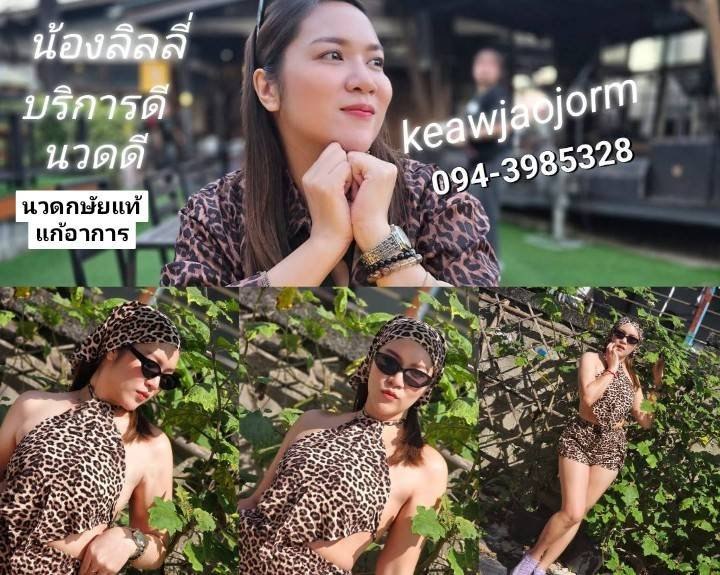 น้องลิลลี่
บริการดี
นวดดี
นวดกษัยแท้
แก้อาการ
keawjaojorm
094-3985328